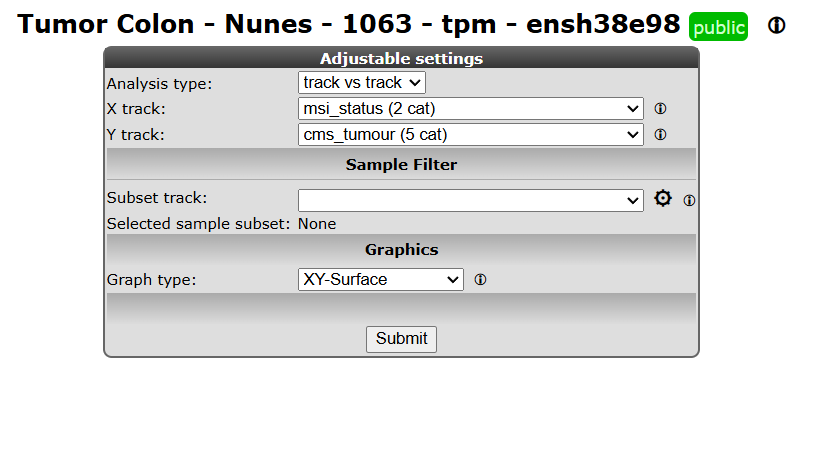 Tumor Colon - Nunes - 1063 - tpm - ensh38e98 public
Adjustable settings
Analysis type: track vs track
X track: msi_status (2 cat)
Y track: cms_tumour (5 cat)
Sample Filter
Subset track:
Selected sample subset: None
Graphics
Graph type: XY-Surface
Submit